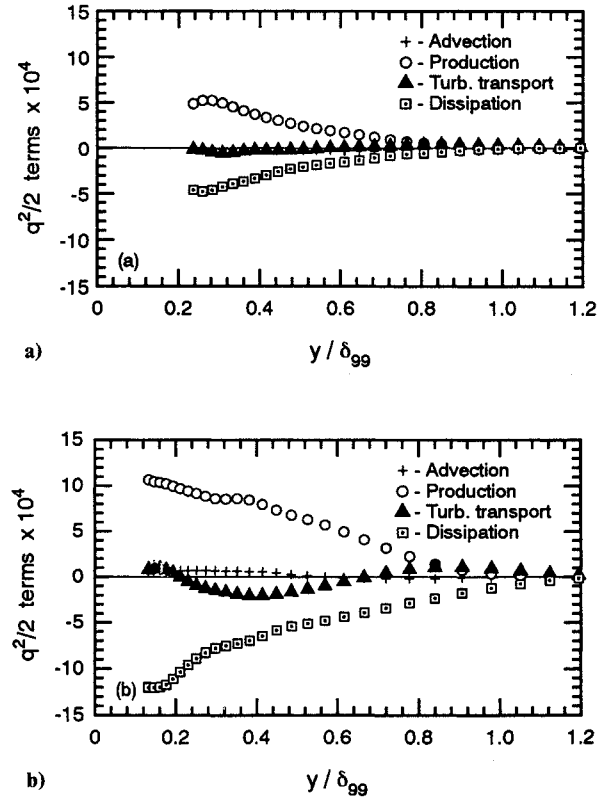 15
10
5
0
-5
-10
-15
q²/2 terms x 10⁴
+ - Advection
○ - Production
▲ - Turb. transport
⊡ - Dissipation
(a)
0 0.2 0.4 0.6 0.8 1.0 1.2
a)
y / δ₉₉
15
10
5
0
-5
-10
-15
q²/2 terms x 10⁴
+ - Advection
○ - Production
▲ - Turb. transport
⊡ - Dissipation
(b)
0 0.2 0.4 0.6 0.8 1.0 1.2
b)
y / δ₉₉